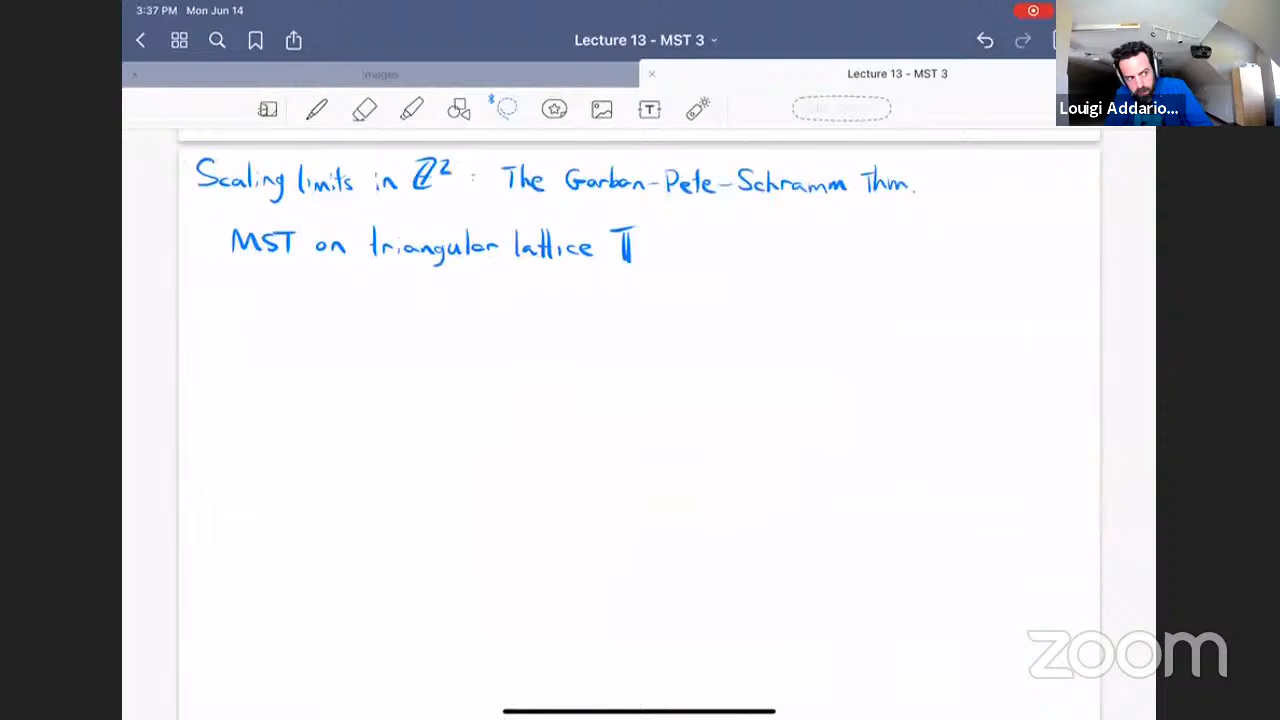 3:37 PM Mon Jun 14
Lecture 13 - MST 3
images
Lecture 13 - MST 3
Louigi Addario...
Scaling limits in ℤ² : The Garban-Pete-Schramm Thm.
MST on triangular lattice 𝕋
zoom